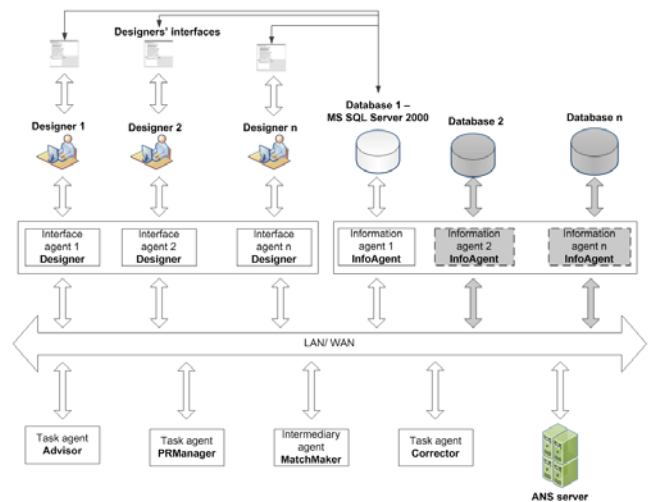 Designers' interfaces
Designer 1
Designer 2
Designer n
Database 1 –
MS SQL Server 2000
Database 2
Database n
Interface
agent 1
Designer
Interface
agent 2
Designer
Interface
agent n
Designer
Information
agent 1
InfoAgent
Information
agent 2
InfoAgent
Information
agent n
InfoAgent
LAN/ WAN
Task agent
Advisor
Task agent
PRManager
Intermediary
agent
MatchMaker
Task agent
Corrector
ANS server